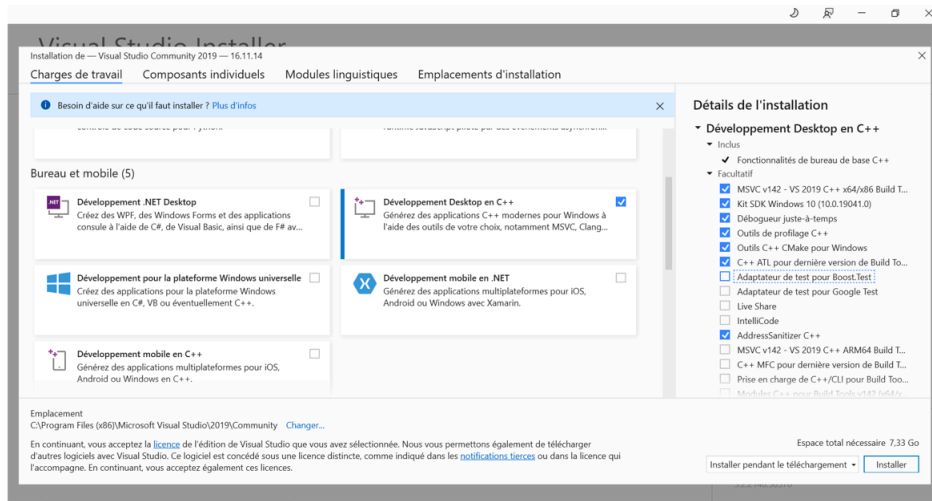 Visual Studio Installer
Installation de — Visual Studio Community 2019 — 16.11.14
Charges de travail
Composants individuels
Modules linguistiques
Emplacements d'installation
Besoin d'aide sur ce qu'il faut installer ? Plus d'infos
Bureau et mobile (5)
.NET
Développement .NET Desktop
Créez des WPF, des Windows Forms et des applications
console à l'aide de C#, de Visual Basic, ainsi que de F# av...
Développement Desktop en C++
Générez des applications C++ modernes pour Windows à
l'aide des outils de votre choix, notamment MSVC, Clang...
Développement pour la plateforme Windows universelle
Créez des applications pour la plateforme Windows
universelle en C#, VB ou éventuellement C++.
Développement mobile en .NET
Générez des applications multiplateformes pour iOS,
Android ou Windows avec Xamarin.
Développement mobile en C++
Générez des applications multiplateformes pour iOS,
Android ou Windows en C++.
Détails de l'installation
Développement Desktop en C++
Inclus
Fonctionnalités de bureau de base C++
Facultatif
MSVC v142 - VS 2019 C++ x64/x86 Build T...
Kit SDK Windows 10 (10.0.19041.0)
Débogueur juste-à-temps
Outils de profilage C++
Outils C++ CMake pour Windows
C++ ATL pour dernière version de Build To...
Adaptateur de test pour Boost.Test
Adaptateur de test pour Google Test
Live Share
IntelliCode
AddressSanitizer C++
MSVC v142 - VS 2019 C++ ARM64 Build T...
C++ MFC pour dernière version de Build T...
Prise en charge de C++/CLI pour Build Too...
Modules C++ pour Build Tools v142 (x64/x...
Emplacement
C:\Program Files (x86)\Microsoft Visual Studio\2019\Community Changer...
En continuant, vous acceptez la licence de l'édition de Visual Studio que vous avez sélectionnée. Nous vous permettons également de télécharger
d'autres logiciels avec Visual Studio. Ce logiciel est concédé sous une licence distincte, comme indiqué dans les notifications tierces ou dans la licence qui
l'accompagne. En continuant, vous acceptez également ces licences.
Espace total nécessaire 7,33 Go
Installer pendant le téléchargement
Installer